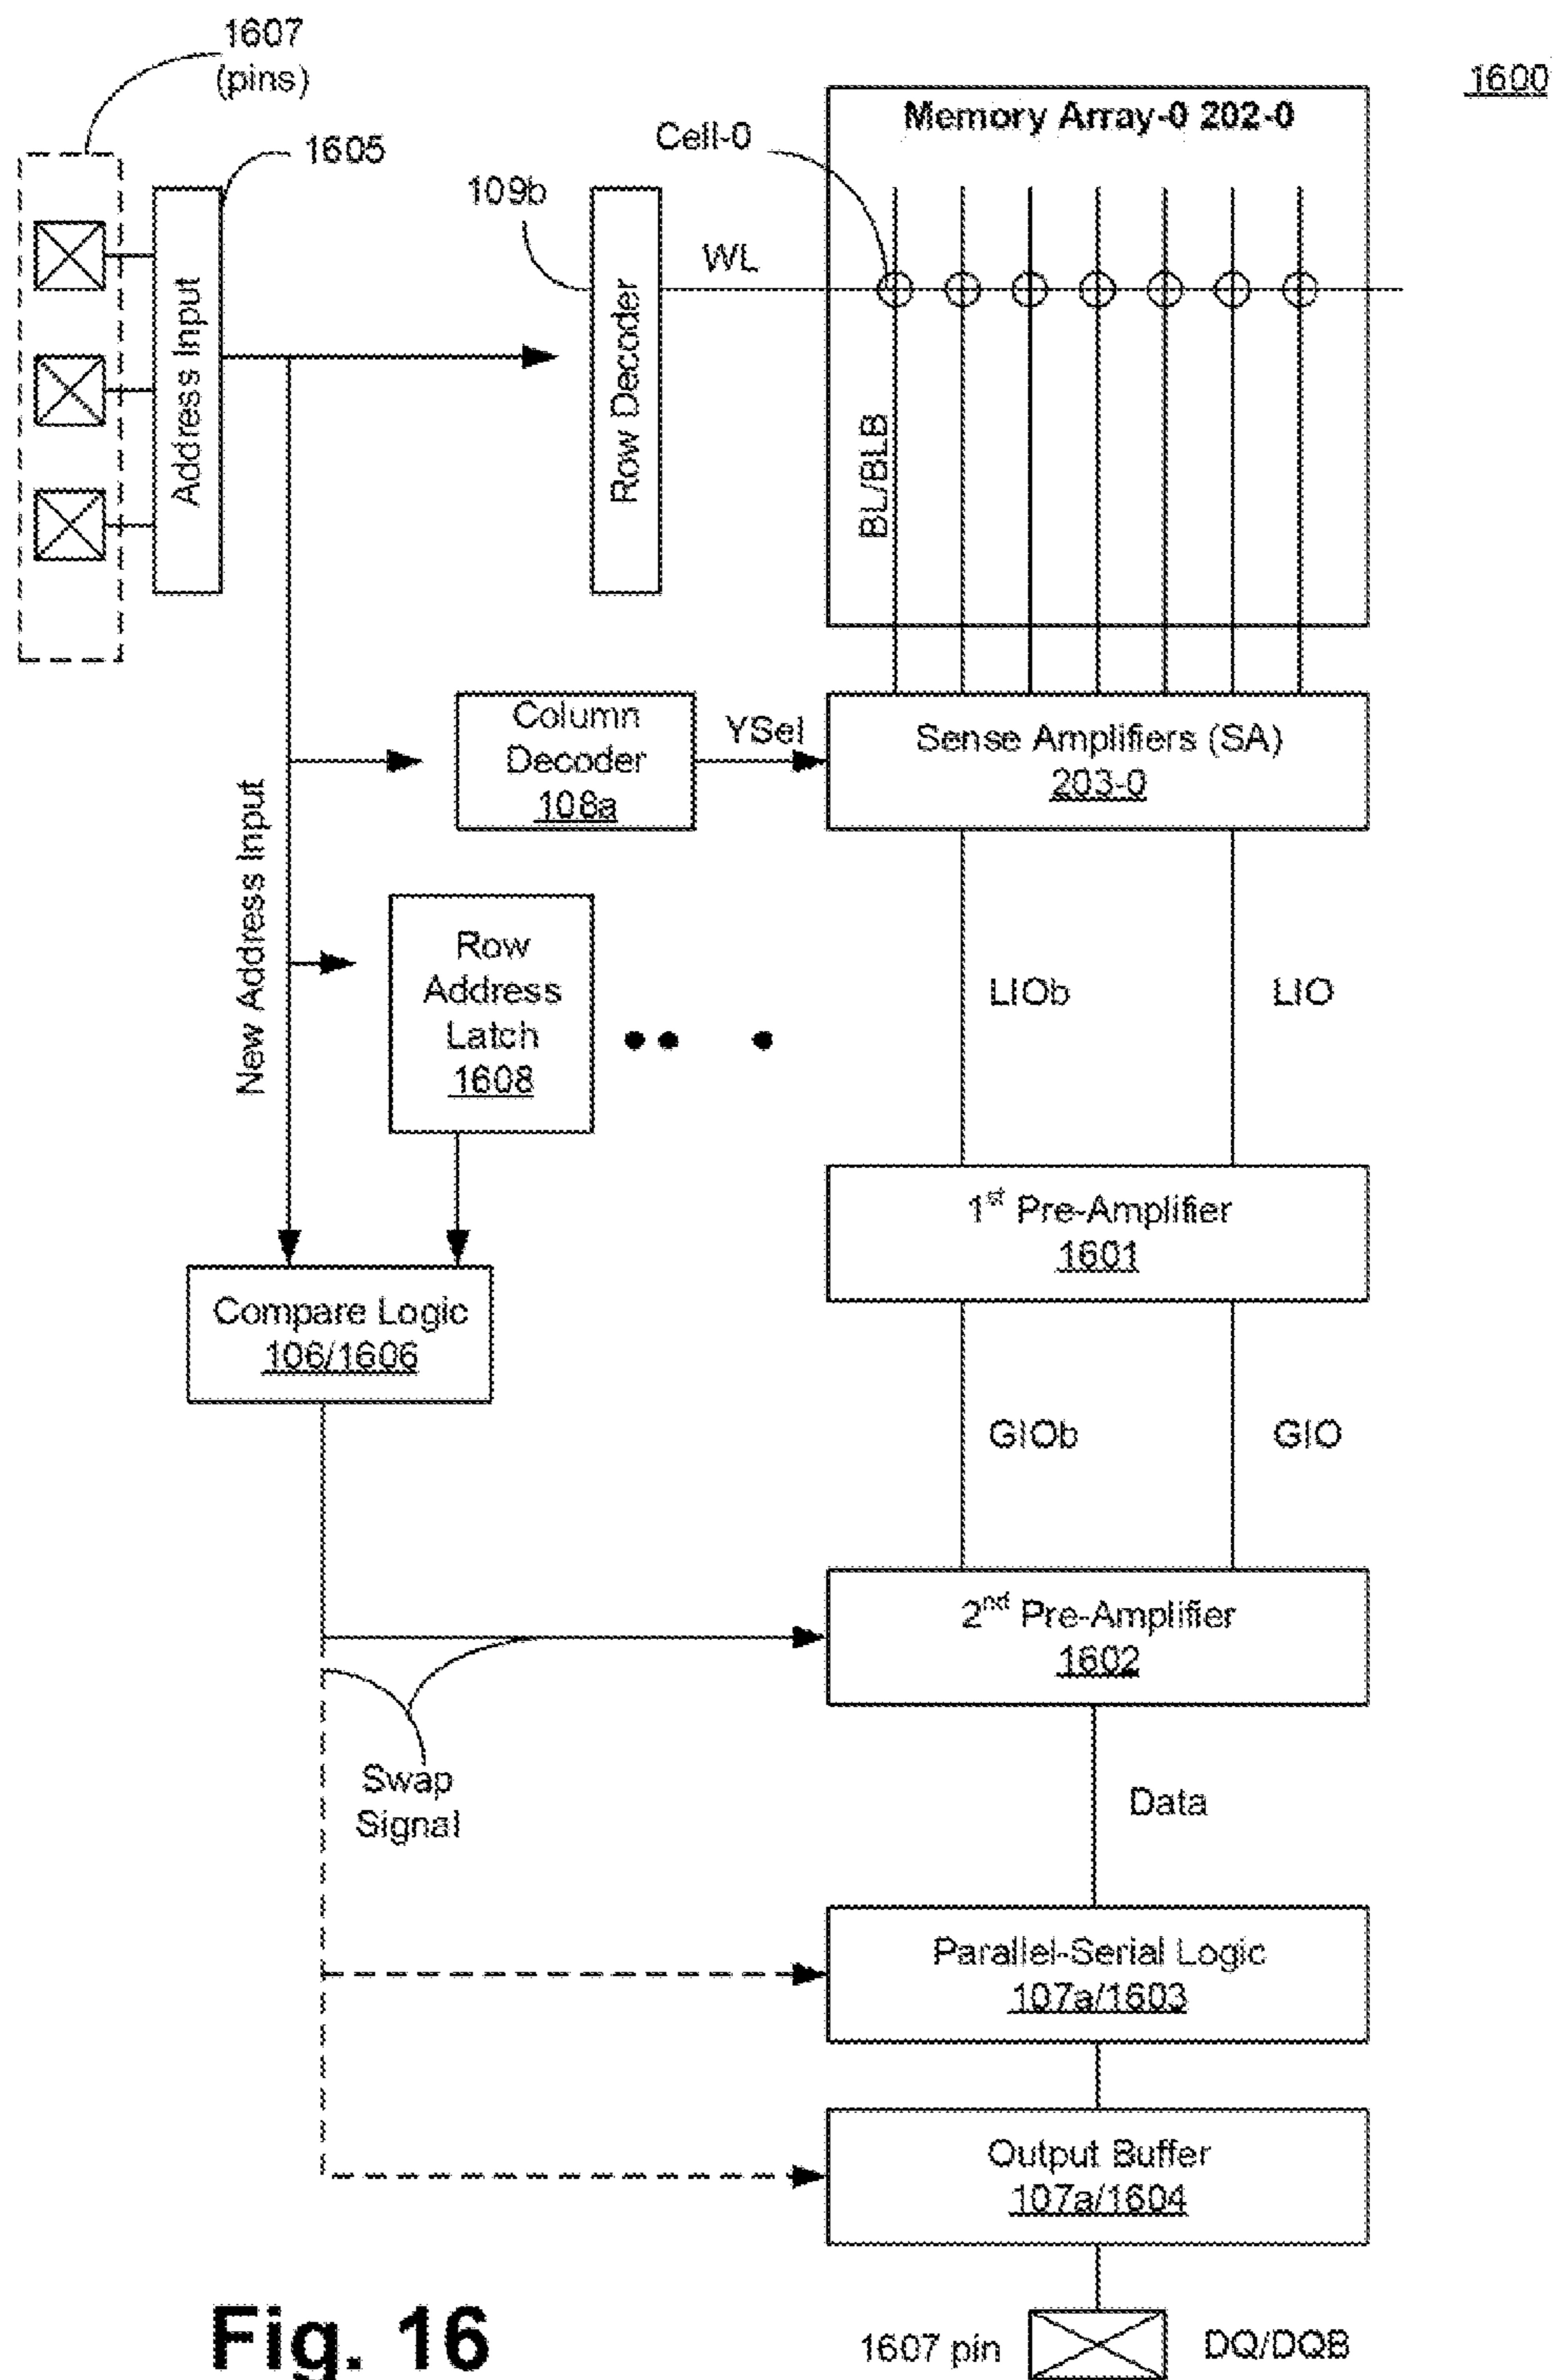 1607
(pins)
1600
1605
Address Input
109b
Row Decoder
WL
Cell-0
Memory Array-0 202-0
BL/BLB
Column
Decoder
108a
YSel
Sense Amplifiers (SA)
203-0
New Address Input
Row
Address
Latch
1608
LIOb
LIO
1st Pre-Amplifier
1601
Compare Logic
106/1606
GIOb
GIO
2nd Pre-Amplifier
1602
Swap
Signal
Data
Parallel-Serial Logic
107a/1603
Output Buffer
107a/1604
1607 pin
DQ/DQB
Fig. 16